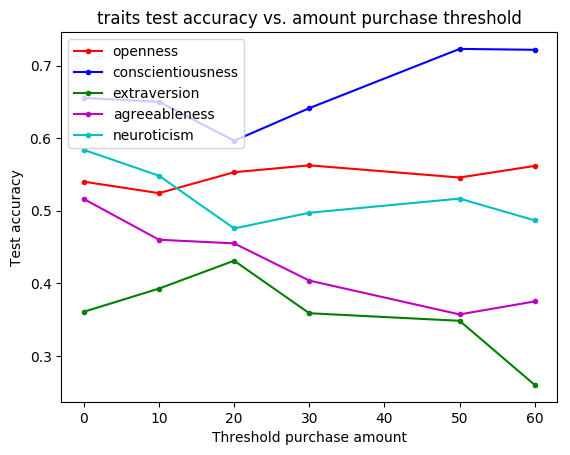 traits test accuracy vs. amount purchase threshold
openness
conscientiousness
extraversion
agreeableness
neuroticism
0.7
0.6
0.5
0.4
0.3
Test accuracy
0 10 20 30 40 50 60
Threshold purchase amount